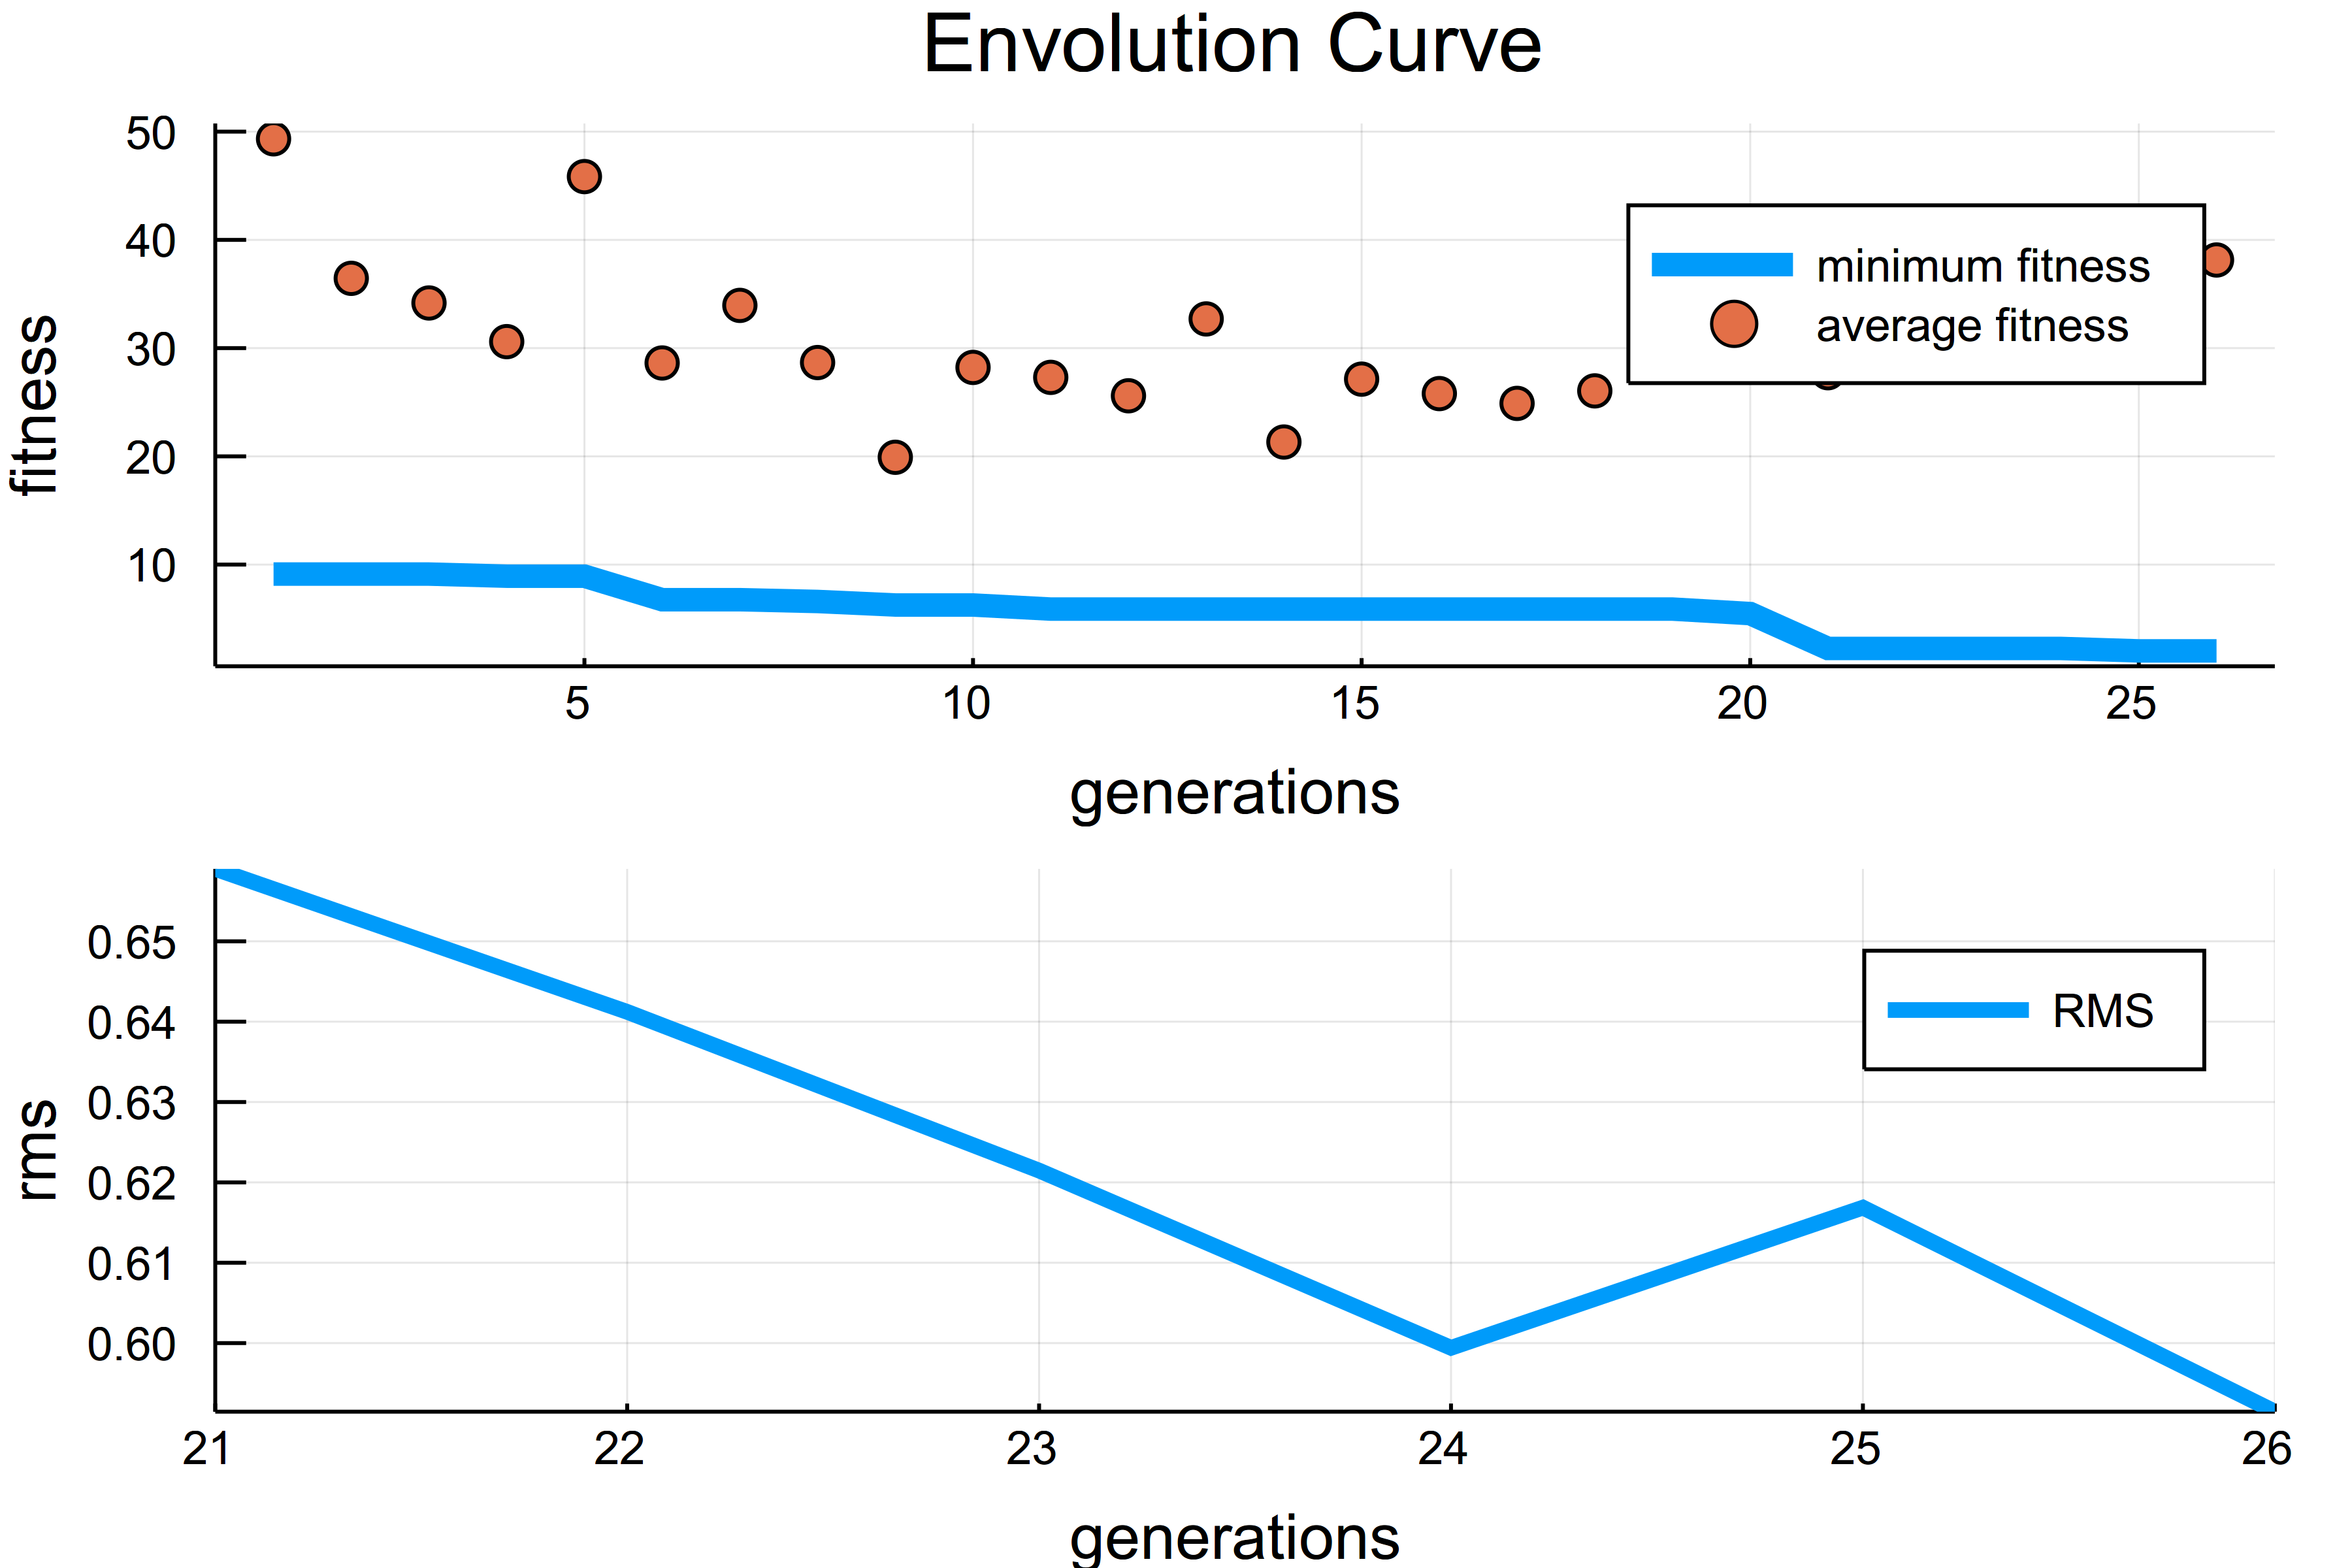 Envolution Curve
50
40
30
20
10
fitness
minimum fitness
average fitness
5 10 15 20 25
generations
0.65
0.64
0.63
0.62
0.61
0.60
rms
RMS
21 22 23 24 25 26
generations